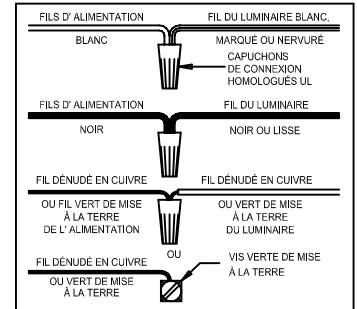 FILS D' ALIMENTATION
FIL DU LUMINAIRE BLANC,
BLANC
MARQUÉ OU NERVURÉ
CAPUCHONS
DE CONNEXION
HOMOLOGUÉS UL
FILS D' ALIMENTATION
FIL DU LUMINAIRE
NOIR
NOIR OU LISSE
FIL DÉNUDÉ EN CUIVRE
FIL DÉNUDÉ EN CUIVRE
OU FIL VERT DE MISE
À LA TERRE
DE L' ALIMENTATION
OU VERT DE MISE
À LA TERRE
DU LUMINAIRE
OU
FIL DÉNUDÉ EN CUIVRE
VIS VERTE DE MISE
À LA TERRE
OU VERT DE MISE
À LA TERRE